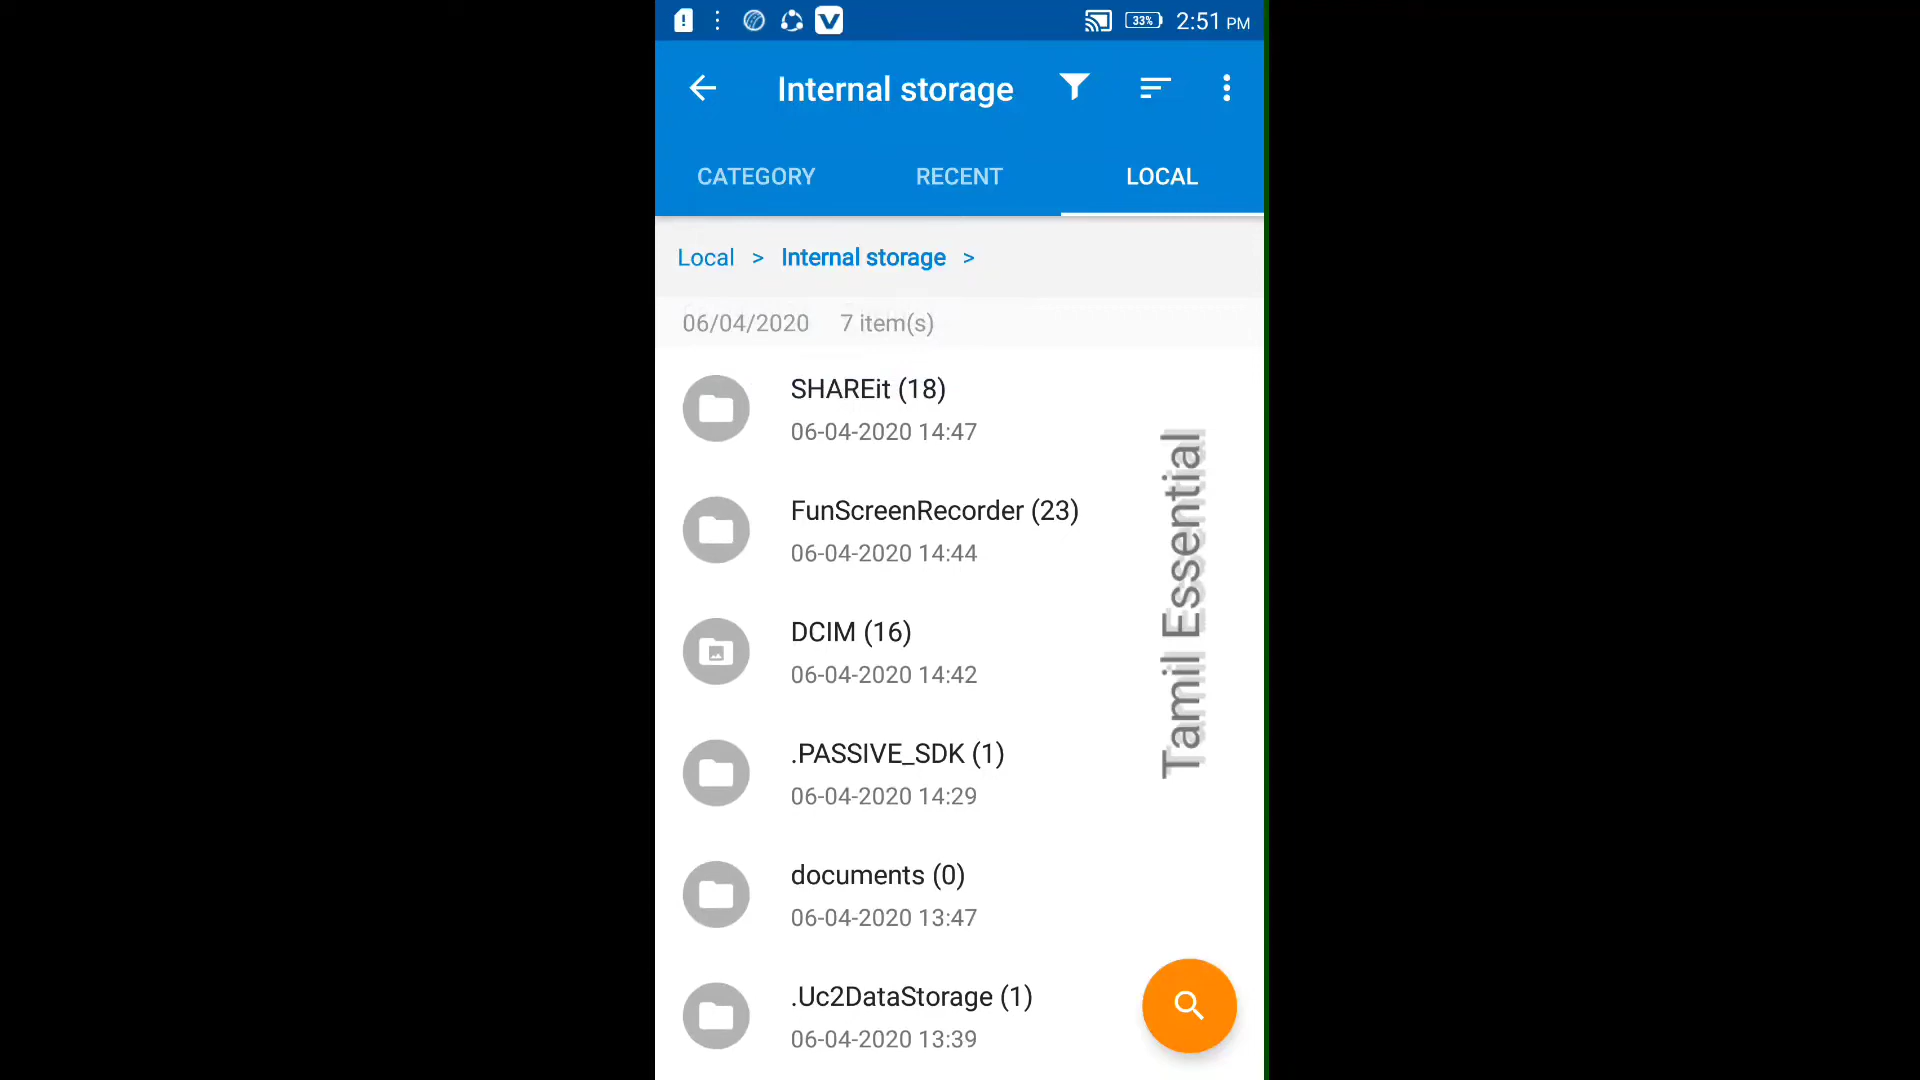 33% 2:51 PM
Internal storage
CATEGORY RECENT LOCAL
Local > Internal storage >
06/04/2020 7 item(s)
SHAREit (18)
06-04-2020 14:47
FunScreenRecorder (23)
06-04-2020 14:44
DCIM (16)
06-04-2020 14:42
.PASSIVE_SDK (1)
06-04-2020 14:29
documents (0)
06-04-2020 13:47
.Uc2DataStorage (1)
06-04-2020 13:39
Tamil Essential